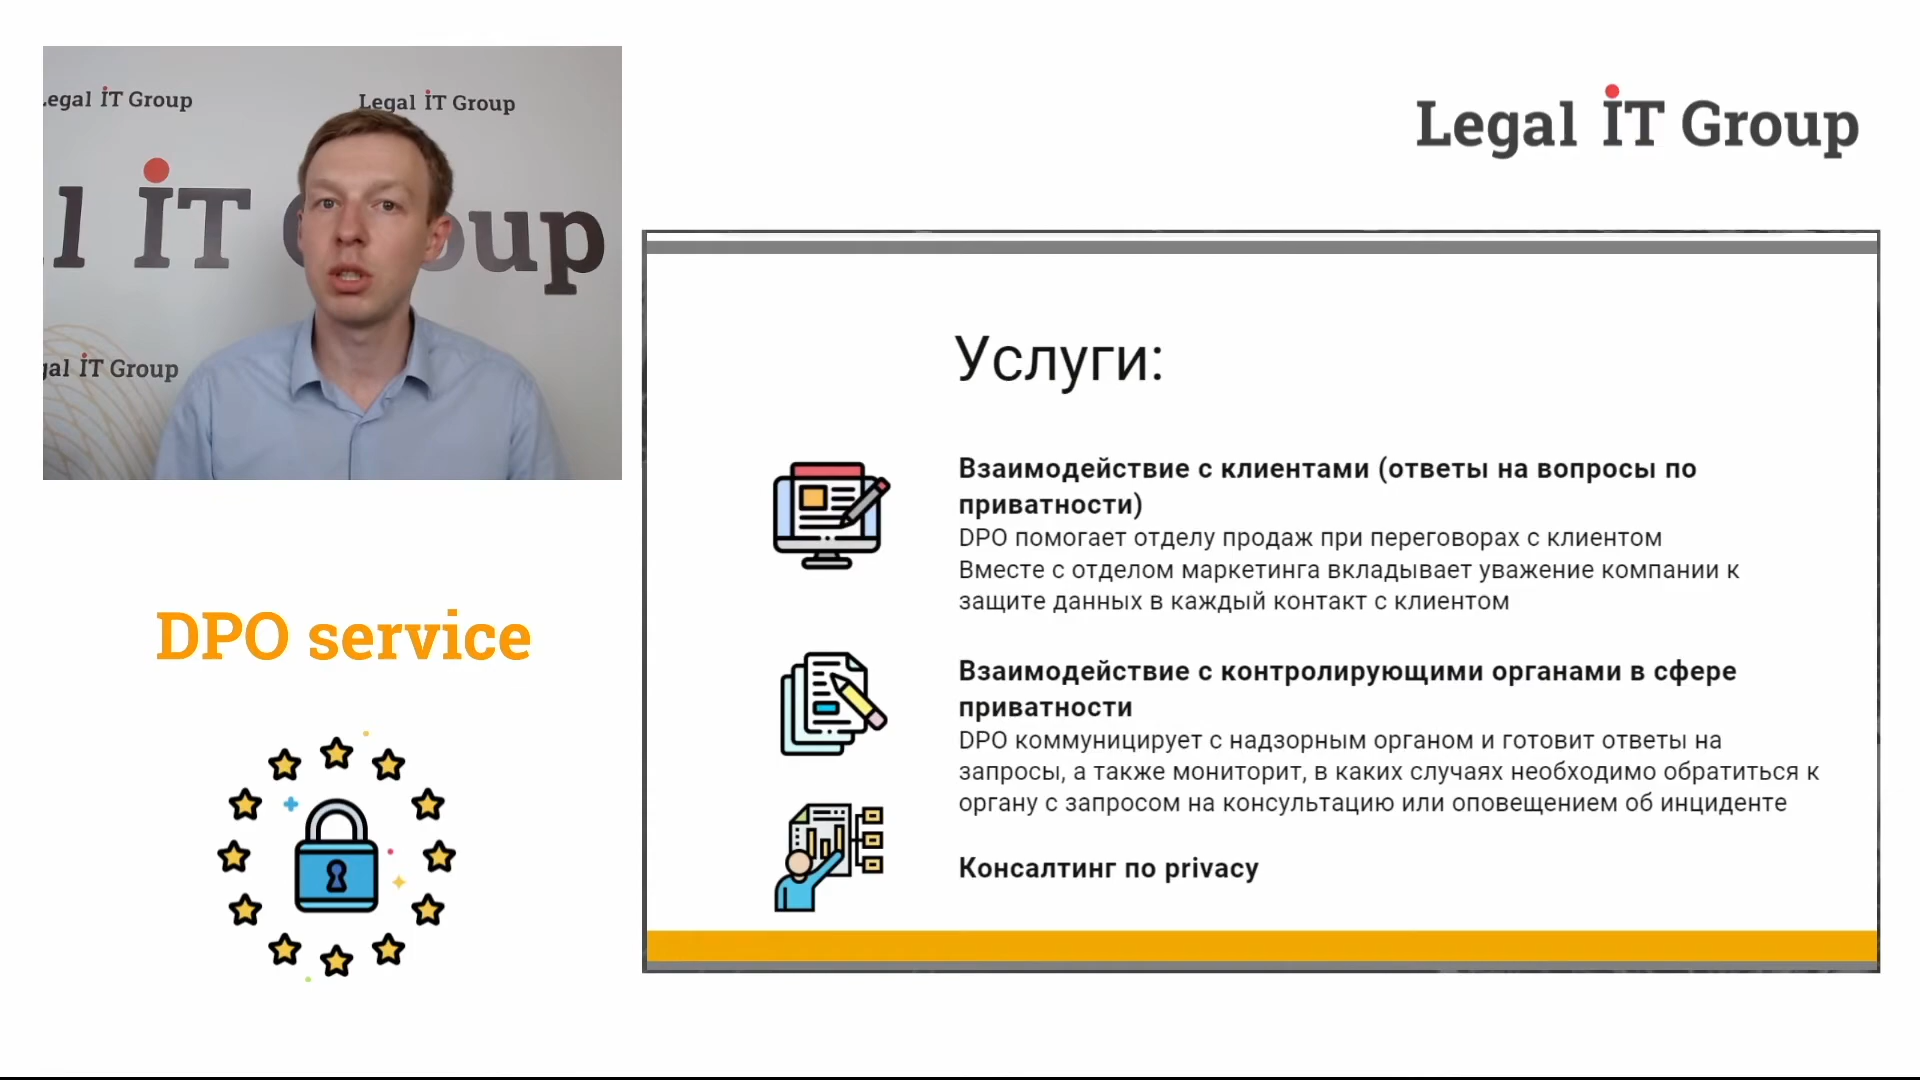 Legal IT Group
Legal IT Group
IT
Legal IT Group
Legal IT Group
DPO service
Услуги:
Взаимодействие с клиентами (ответы на вопросы по
приватности)
DPO помогает отделу продаж при переговорах с клиентом
Вместе с отделом маркетинга вкладывает уважение компании к
защите данных в каждый контакт с клиентом
Взаимодействие с контролирующими органами в сфере
приватности
DPO коммуницирует с надзорным органом и готовит ответы на
запросы, а также мониторит, в каких случаях необходимо обратиться к
органу с запросом на консультацию или оповещением об инциденте
Консалтинг по privacy